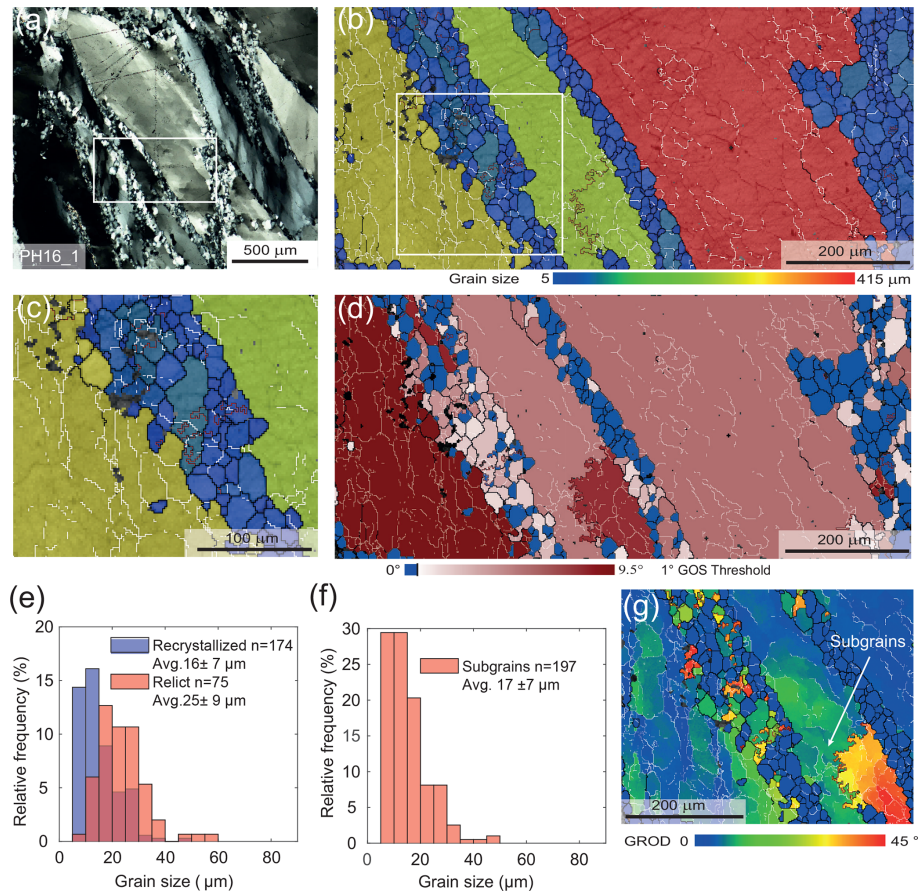 (a)
PH16_1
500 µm
(b)
200 µm
Grain size 5 415 µm
(c)
100 µm
(d)
200 µm
0° 9.5° 1° GOS Threshold
(e)
20
15
10
5
0
Relative frequency (%)
Recrystallized n=174
Avg.16± 7 µm
Relict n=75
Avg.25± 9 µm
0 20 40 60 80
Grain size ( µm)
(f)
30
25
20
15
10
5
0
Relative frequency (%)
Subgrains n=197
Avg. 17 ±7 µm
0 20 40 60 80
Grain size (µm)
(g)
Subgrains
200 µm
GROD 0 45 °